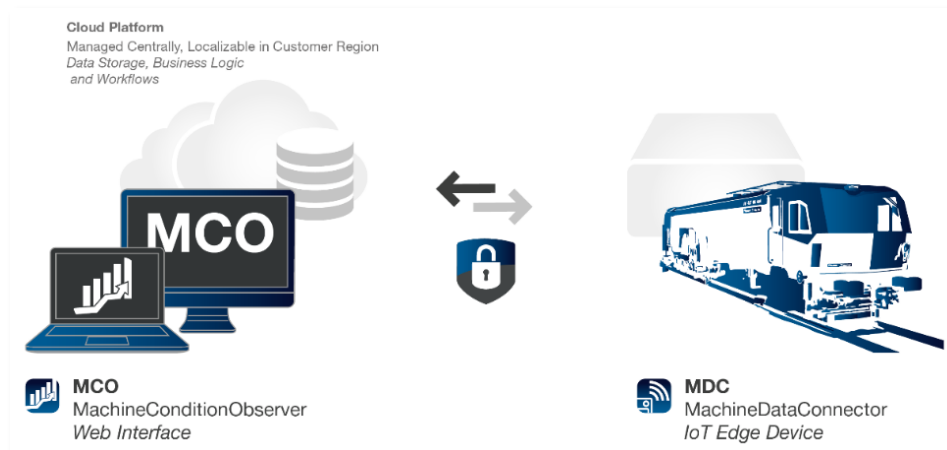 Cloud Platform
Managed Centrally, Localizable in Customer Region
Data Storage, Business Logic
and Workflows
MCO
MCO
MachineConditionObserver
Web Interface
MDC
MachineDataConnector
IoT Edge Device